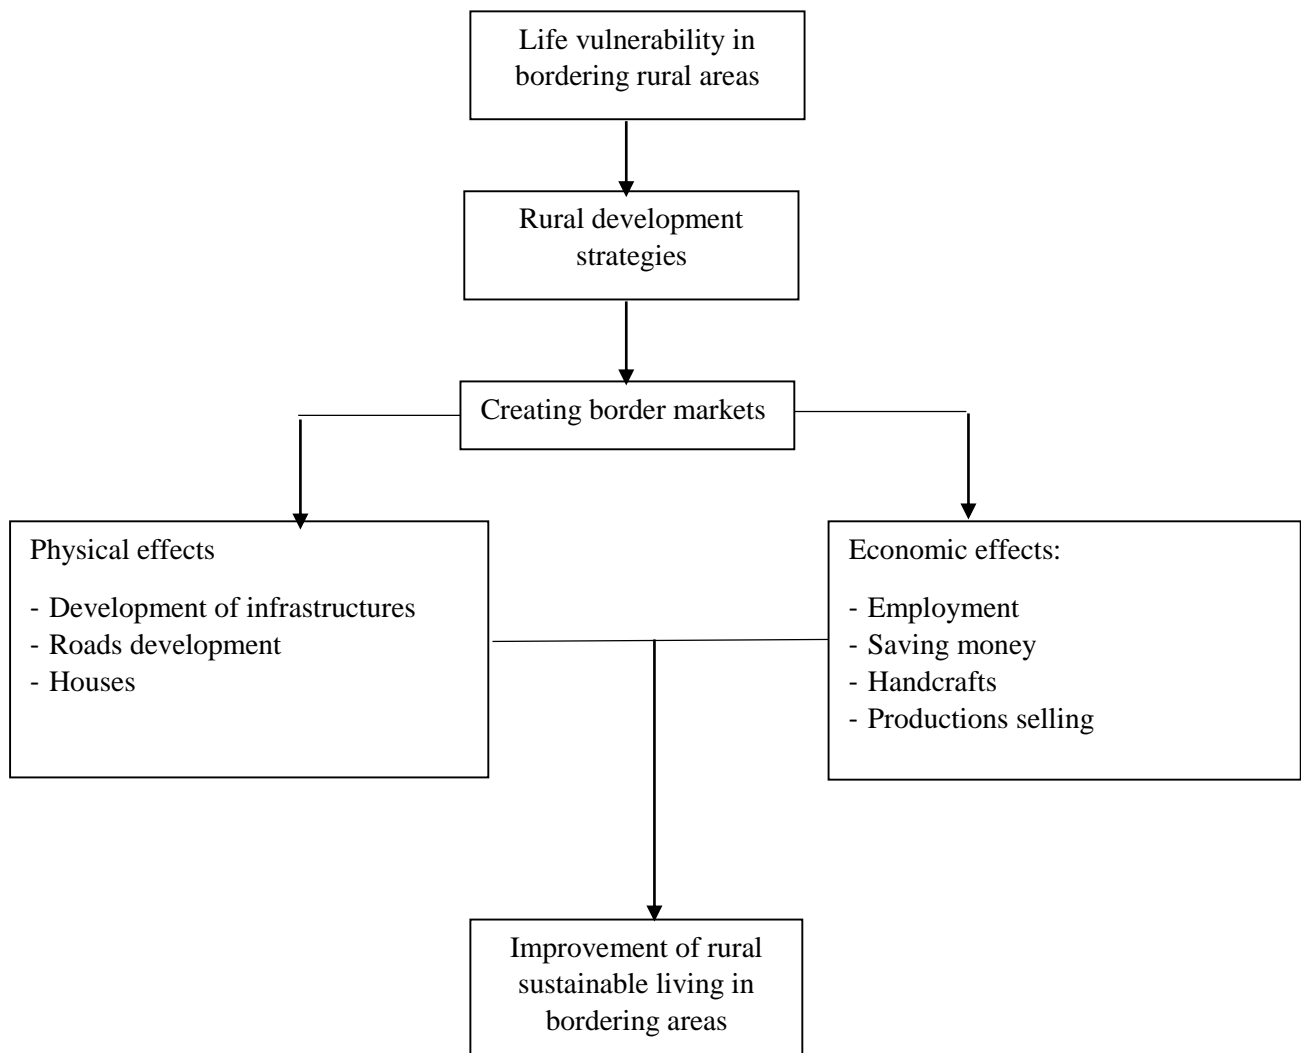 Life vulnerability in
bordering rural areas
Rural development
strategies
Creating border markets
Physical effects
- Development of infrastructures
- Roads development
- Houses
Economic effects:
- Employment
- Saving money
- Handcrafts
- Productions selling
Improvement of rural
sustainable living in
bordering areas